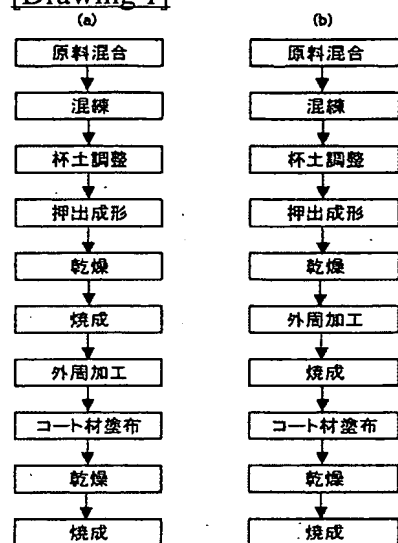 [Drawing 1]
(a)
原料混合
混練
杯土調整
押出成形
乾燥
焼成
外周加工
コート材塗布
乾燥
焼成
(b)
原料混合
混練
杯土調整
押出成形
乾燥
外周加工
焼成
コート材塗布
乾燥
焼成